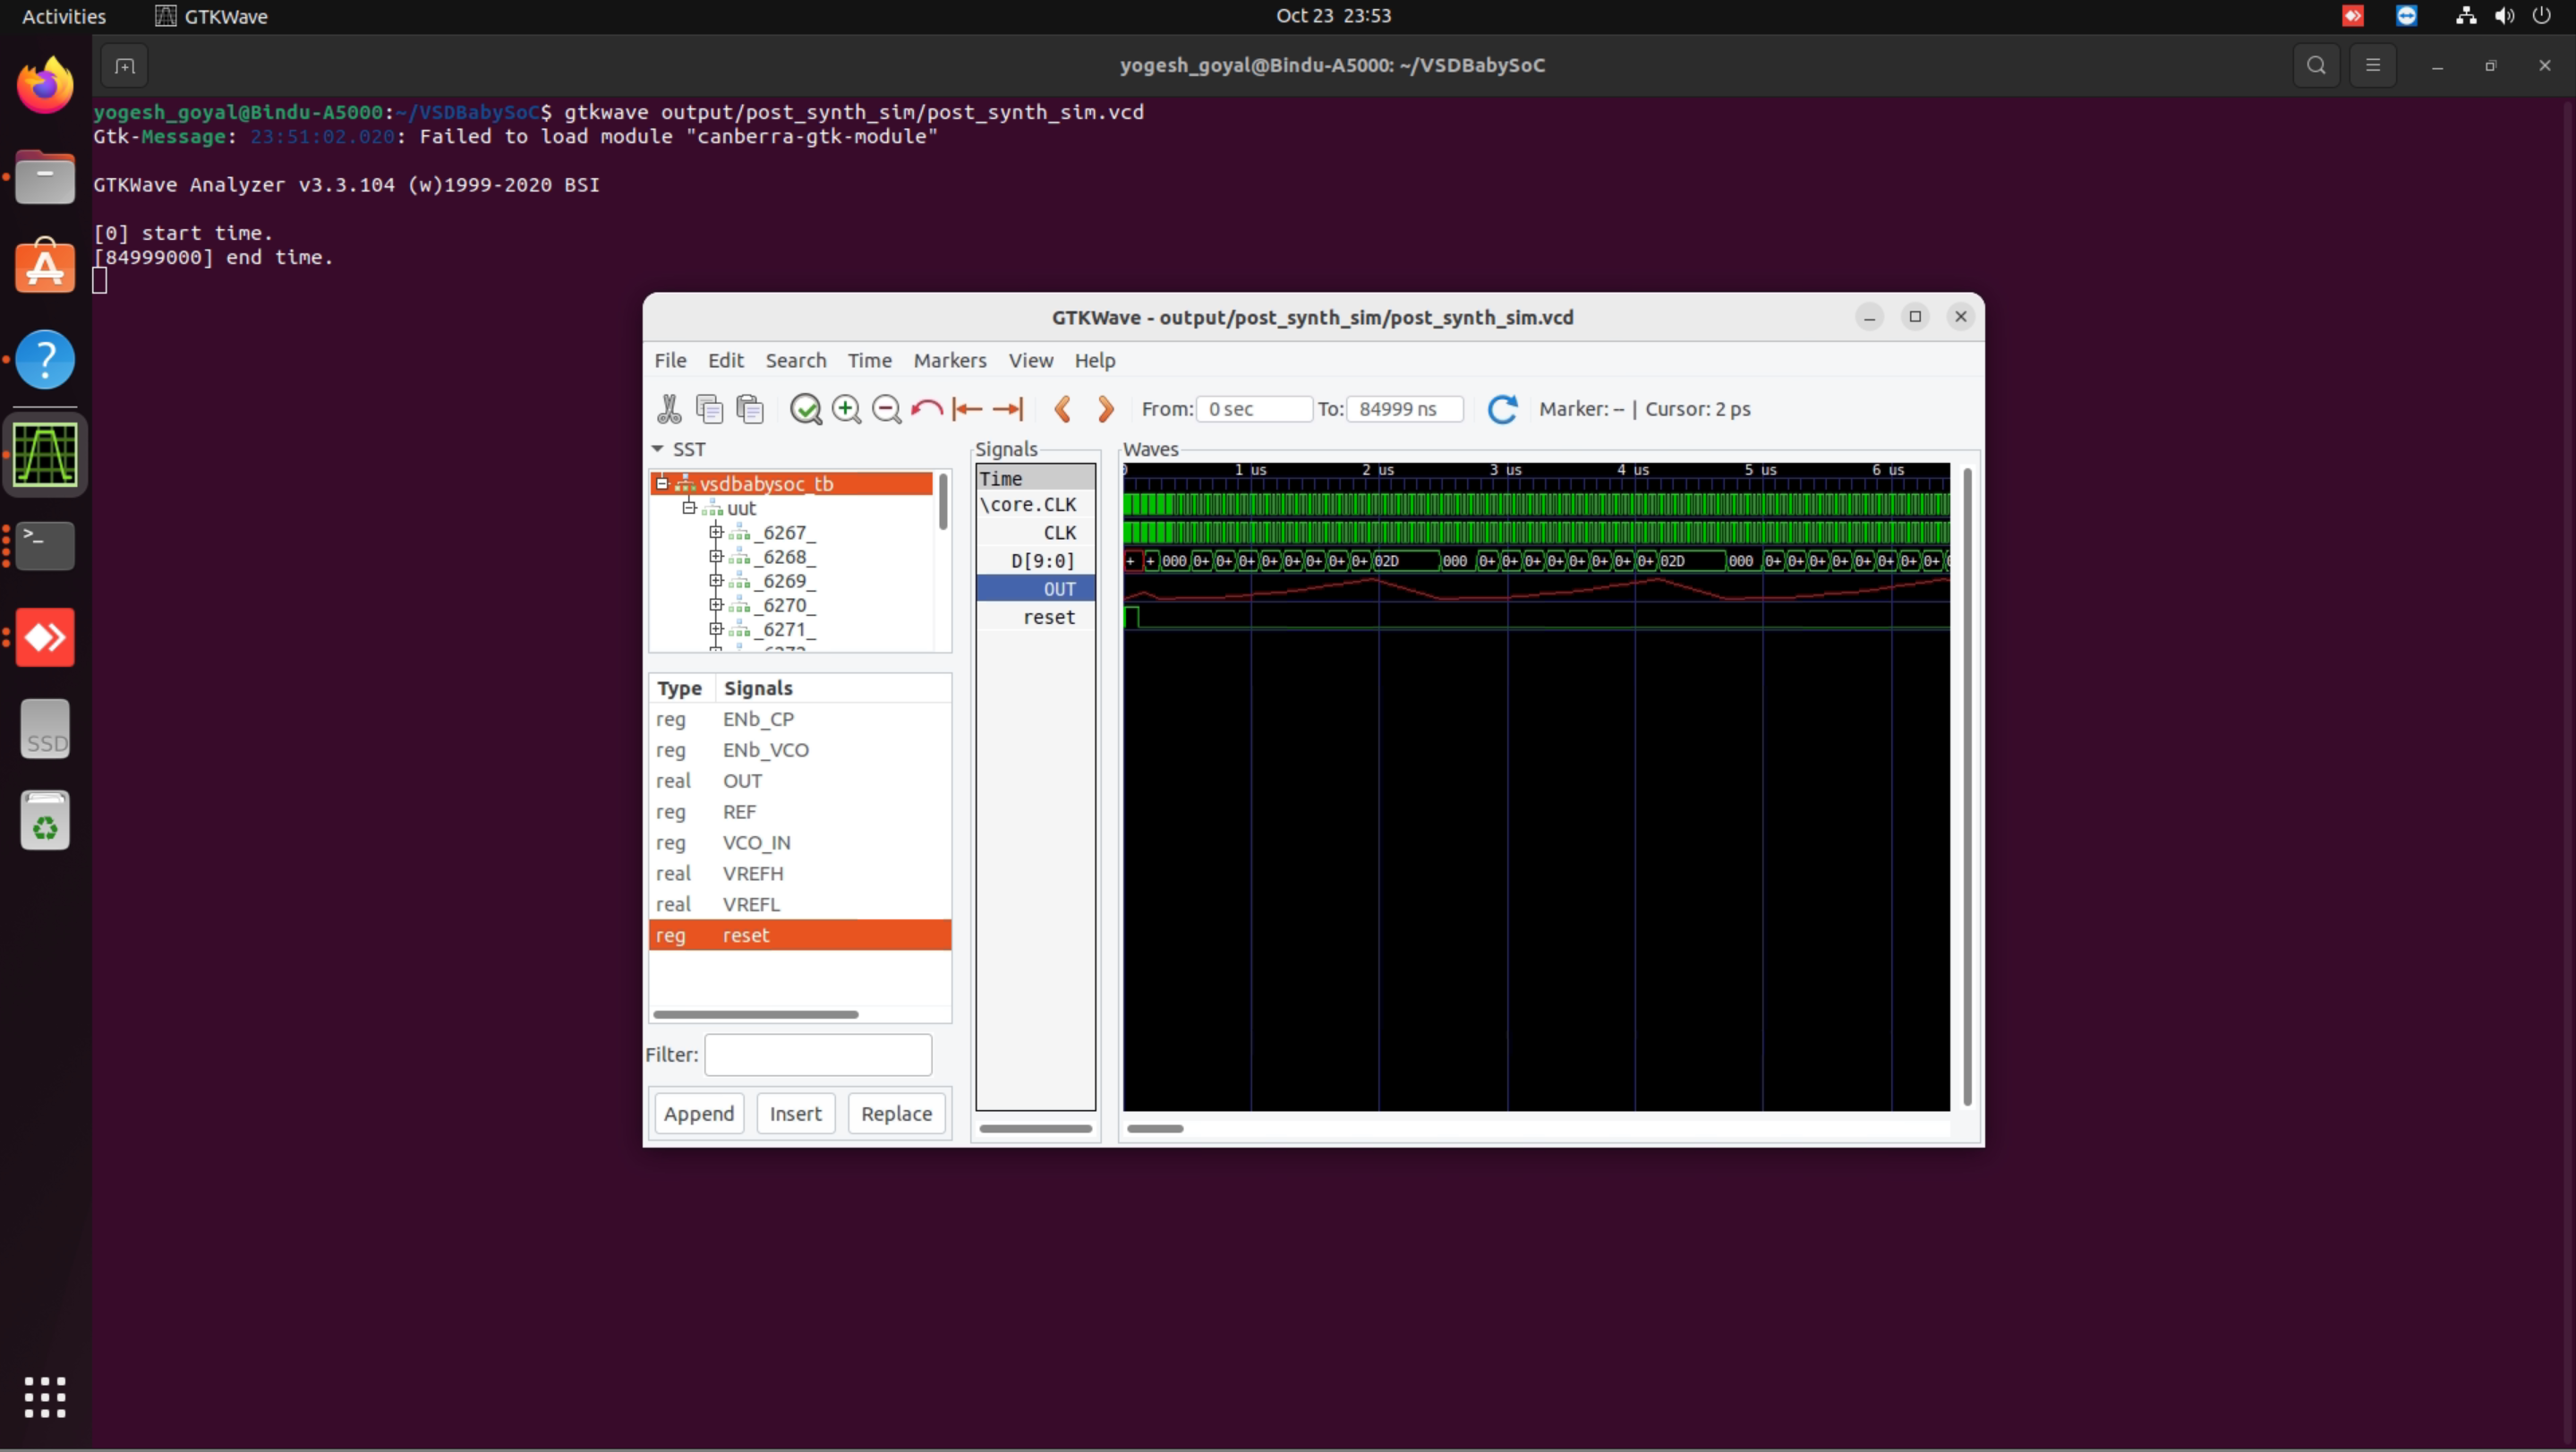 Activities GTKWave Oct 23 23:53
yogesh_goyal@Bindu-A5000: ~/VSDBabySoC
yogesh_goyal@Bindu-A5000:~/VSDBabySoC$ gtkwave output/post_synth_sim/post_synth_sim.vcd
Gtk-Message: 23:51:02.020: Failed to load module "canberra-gtk-module"
GTKWave Analyzer v3.3.104 (w)1999-2020 BSI
[0] start time.
[84999000] end time.
GTKWave - output/post_synth_sim/post_synth_sim.vcd
File Edit Search Time Markers View Help
From: 0 sec To: 84999 ns Marker: -- | Cursor: 2 ps
SST
vsdbabysoc_tb
uut
_6267_
_6268_
_6269_
_6270_
_6271_
Type Signals
reg ENb_CP
reg ENb_VCO
real OUT
reg REF
reg VCO_IN
real VREFH
real VREFL
reg reset
Filter:
Append Insert Replace
Signals
Time
\core.CLK
CLK
D[9:0]
OUT
reset
Waves
0 1 us 2 us 3 us 4 us 5 us 6 us
+ + 000 0+ 0+ 0+ 0+ 0+ 0+ 0+ 0+ 02D 000 0+ 0+ 0+ 0+ 0+ 0+ 0+ 0+ 02D 000 0+ 0+ 0+ 0+ 0+ 0+ 0+ 0+
SSD